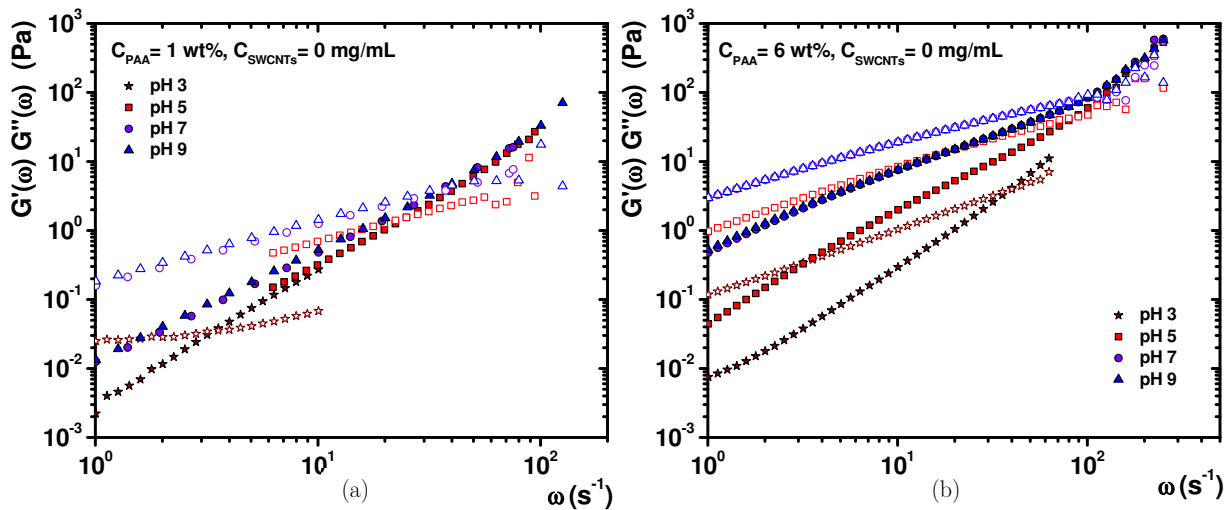 G'(ω) G''(ω) (Pa)
10³
10²
10¹
10⁰
10⁻¹
10⁻²
10⁻³
C_PAA= 1 wt%, C_SWCNTs= 0 mg/mL
pH 3
pH 5
pH 7
pH 9
10⁰ 10¹ 10²
ω (s⁻¹)
(a)
G'(ω) G''(ω) (Pa)
10³
10²
10¹
10⁰
10⁻¹
10⁻²
10⁻³
C_PAA= 6 wt%, C_SWCNTs= 0 mg/mL
pH 3
pH 5
pH 7
pH 9
10⁰ 10¹ 10²
ω (s⁻¹)
(b)